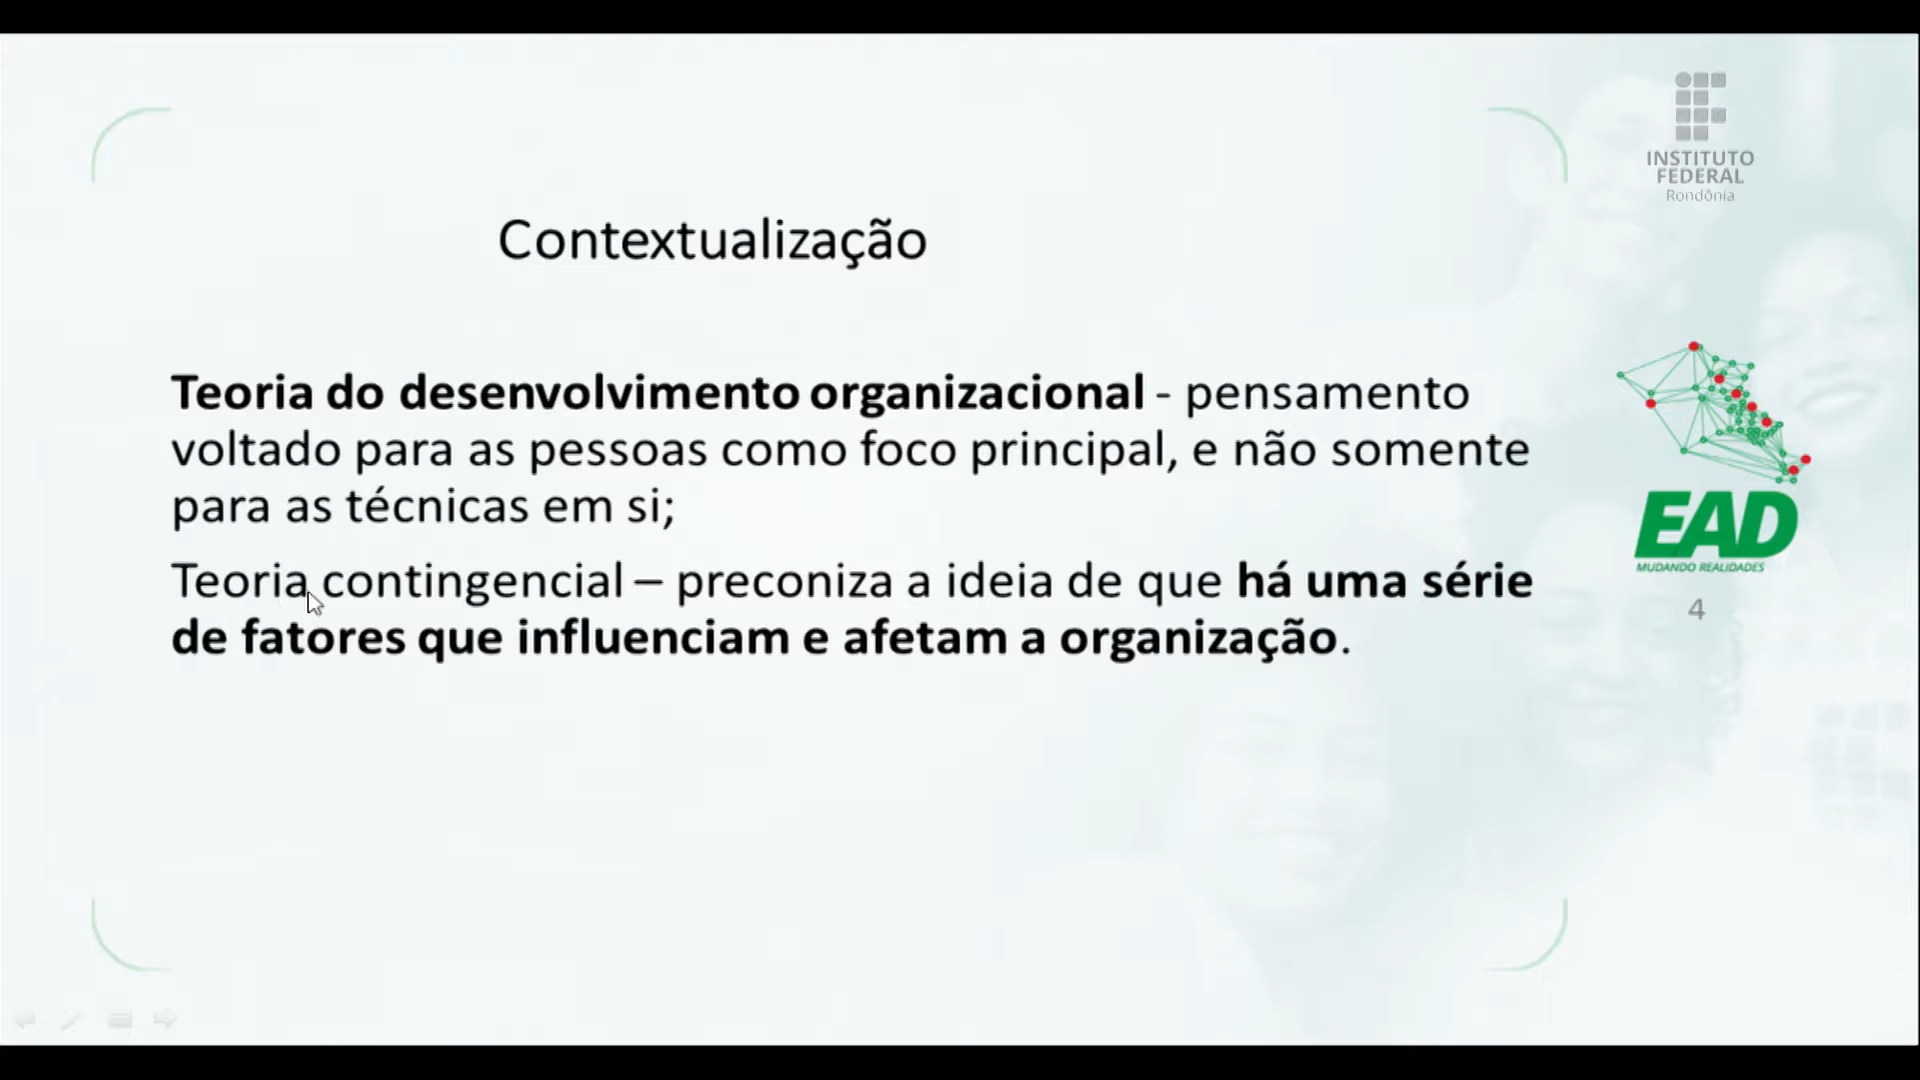 INSTITUTO
FEDERAL
Rondônia
Contextualização
Teoria do desenvolvimento organizacional - pensamento
voltado para as pessoas como foco principal, e não somente
para as técnicas em si;
Teoria contingencial – preconiza a ideia de que há uma série
de fatores que influenciam e afetam a organização.
EAD
MUDANDO REALIDADES
4